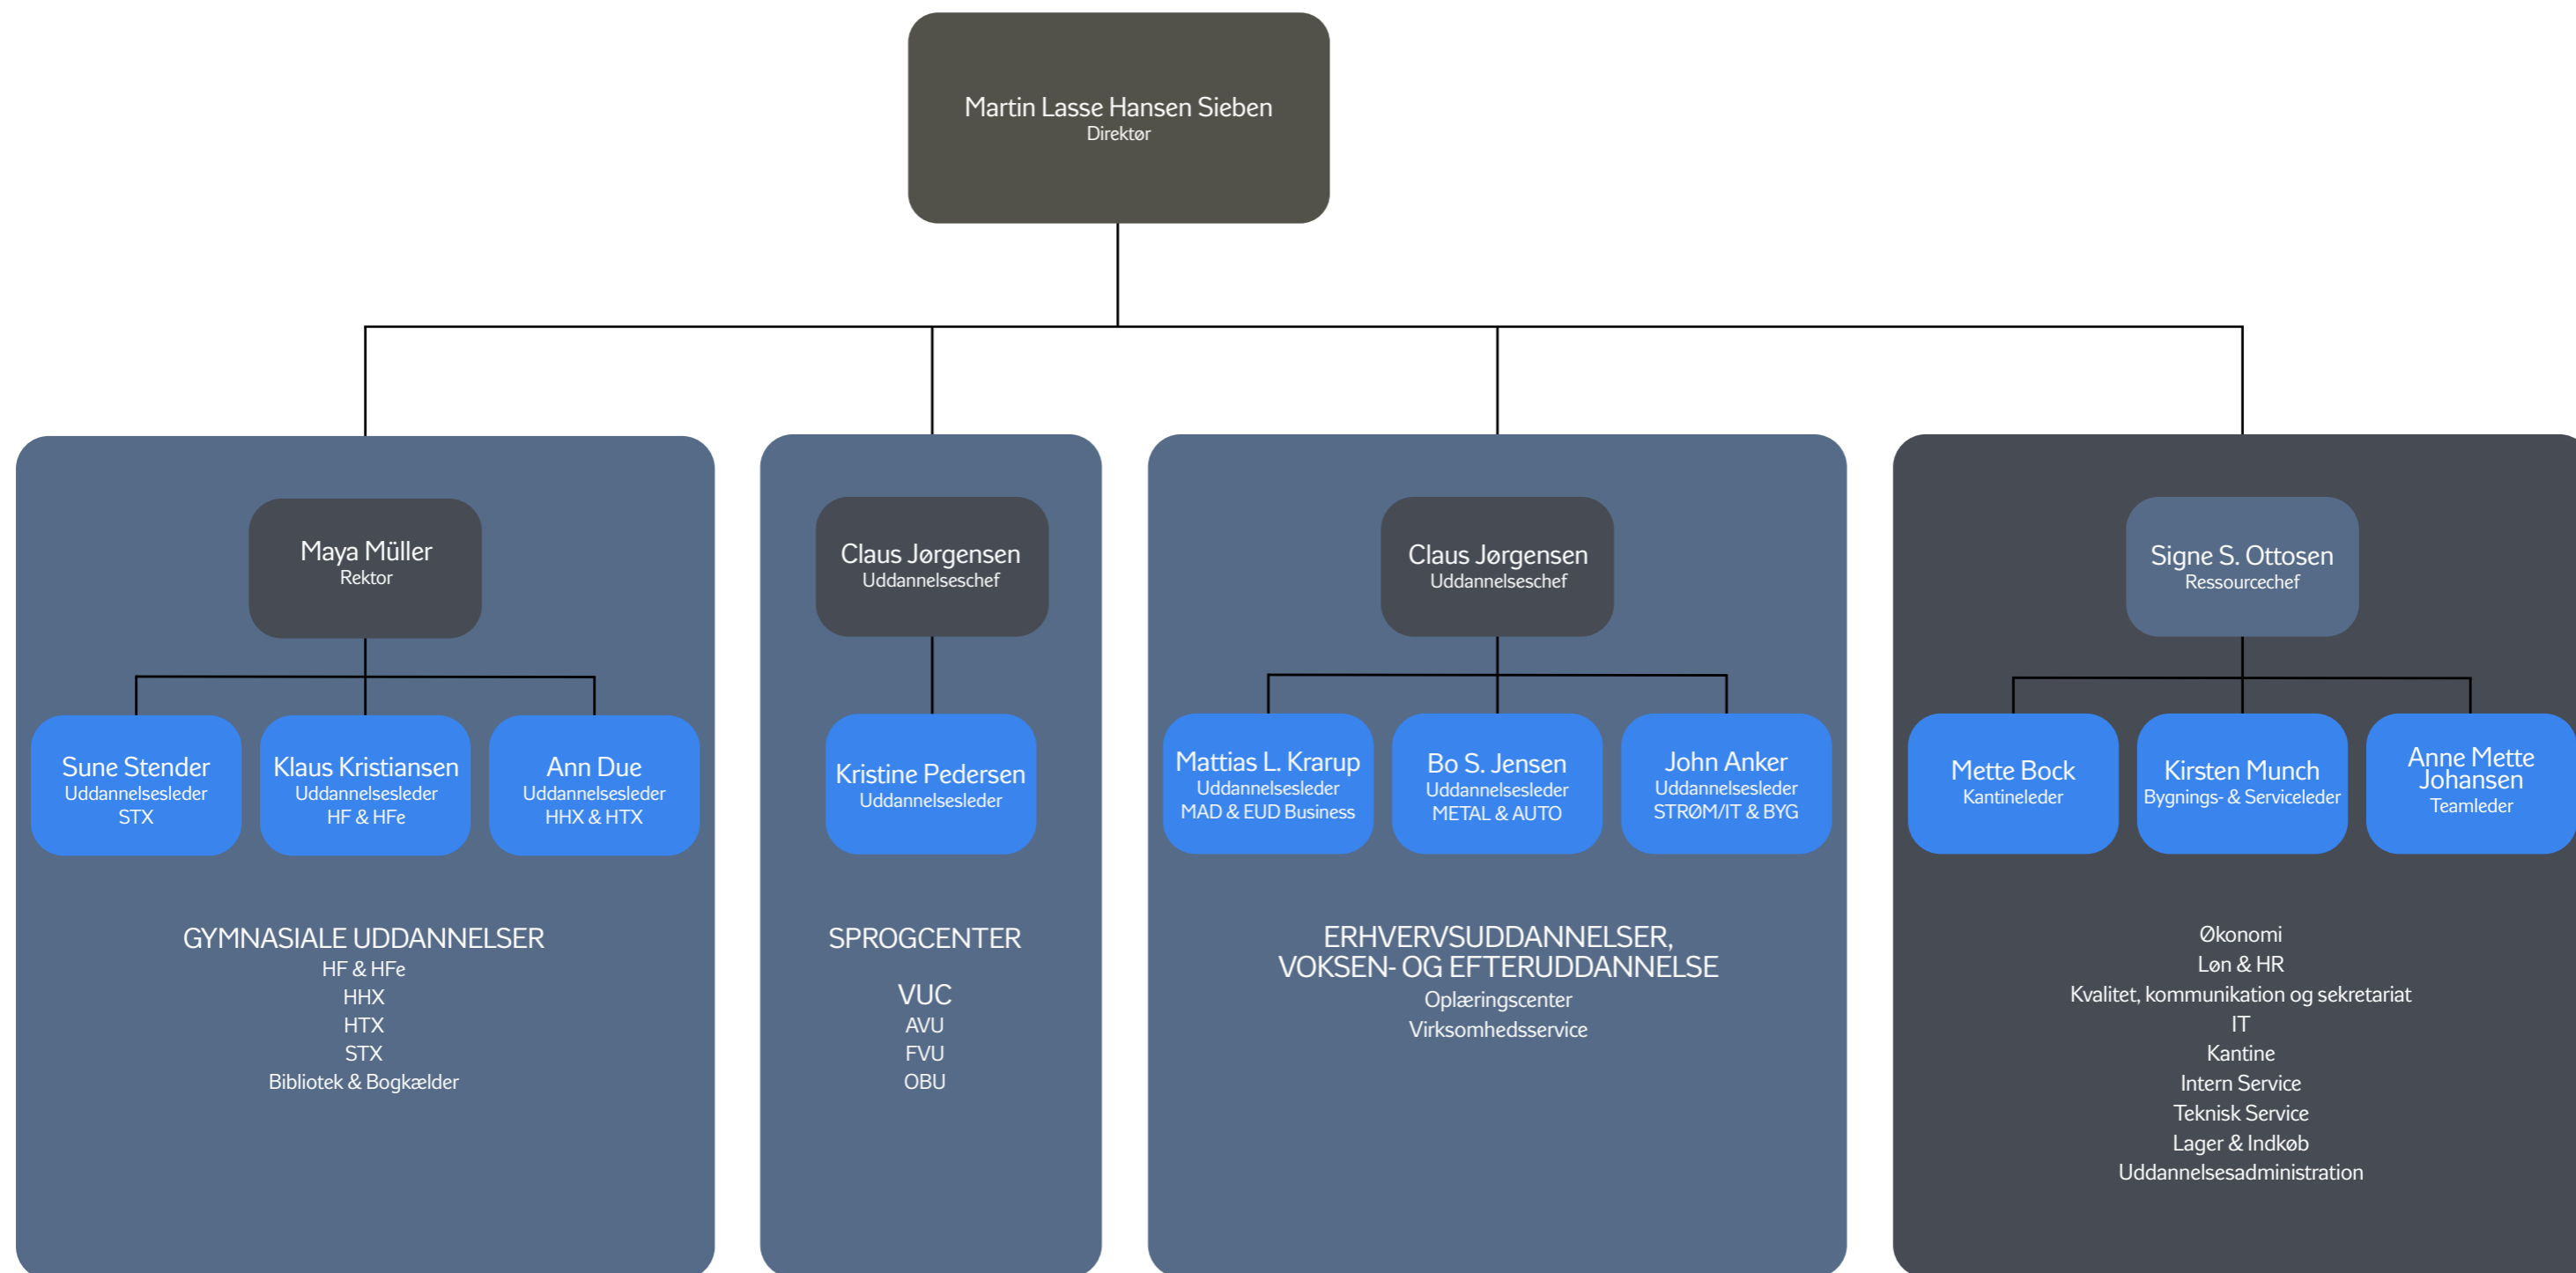 Martin Lasse Hansen Sieben
Direktør
Maya Müller
Rektor
Sune Stender
Uddannelsesleder
STX
Klaus Kristiansen
Uddannelsesleder
HF & HFe
Ann Due
Uddannelsesleder
HHX & HTX
GYMNASIALE UDDANNELSER
HF & HFe
HHX
HTX
STX
Bibliotek & Bogkælder
Claus Jørgensen
Uddannelseschef
Kristine Pedersen
Uddannelsesleder
SPROGCENTER
VUC
AVU
FVU
OBU
Claus Jørgensen
Uddannelseschef
Mattias L. Krarup
Uddannelsesleder
MAD & EUD Business
Bo S. Jensen
Uddannelsesleder
METAL & AUTO
John Anker
Uddannelsesleder
STRØM/IT & BYG
ERHVERVSUDDANNELSER,
VOKSEN- OG EFTERUDDANNELSE
Oplæringscenter
Virksomhedsservice
Signe S. Ottosen
Ressourcechef
Mette Bock
Kantineleder
Kirsten Munch
Bygnings- & Serviceleder
Anne Mette
Johansen
Teamleder
Økonomi
Løn & HR
Kvalitet, kommunikation og sekretariat
IT
Kantine
Intern Service
Teknisk Service
Lager & Indkøb
Uddannelsesadministration